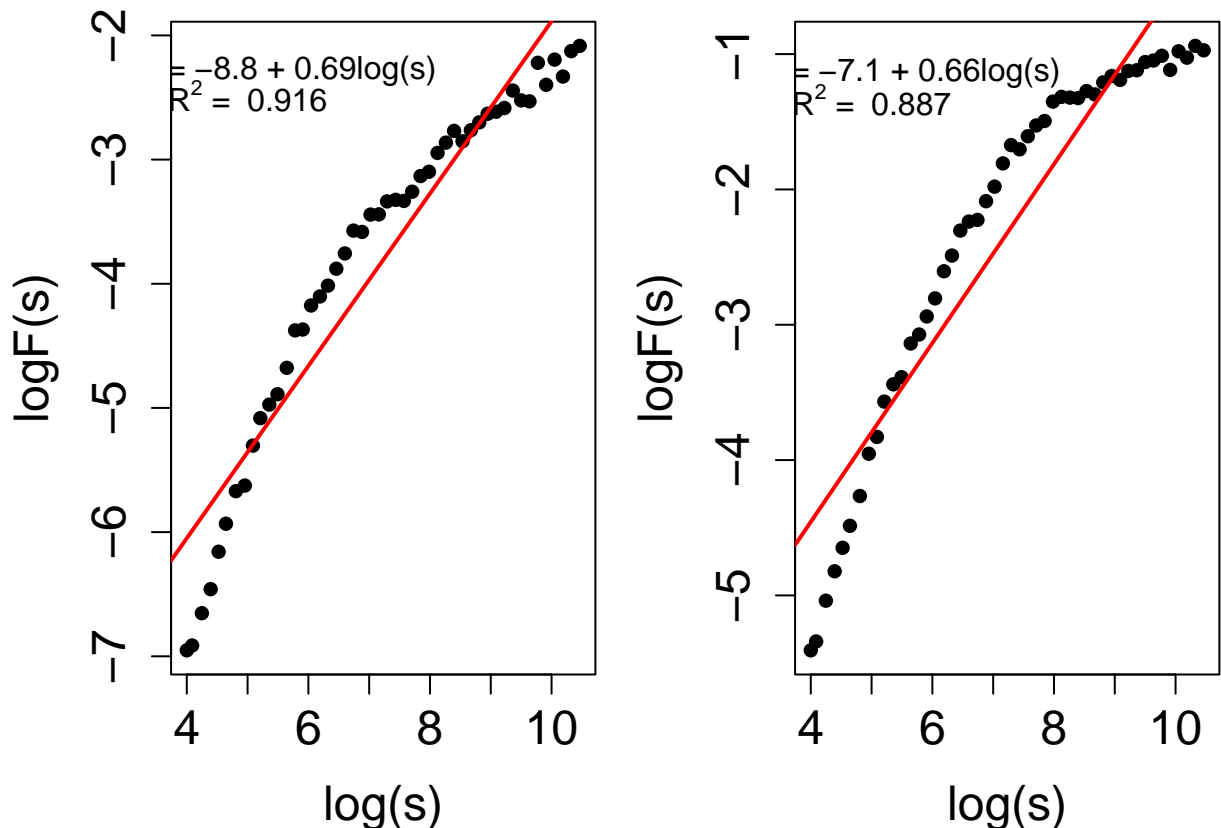 −2
−3
−4
−5
−6
−7
logF(s)
= −8.8 + 0.69log(s)
R² = 0.916
4 6 8 10
log(s)
−1
−2
−3
−4
−5
logF(s)
= −7.1 + 0.66log(s)
R² = 0.887
4 6 8 10
log(s)